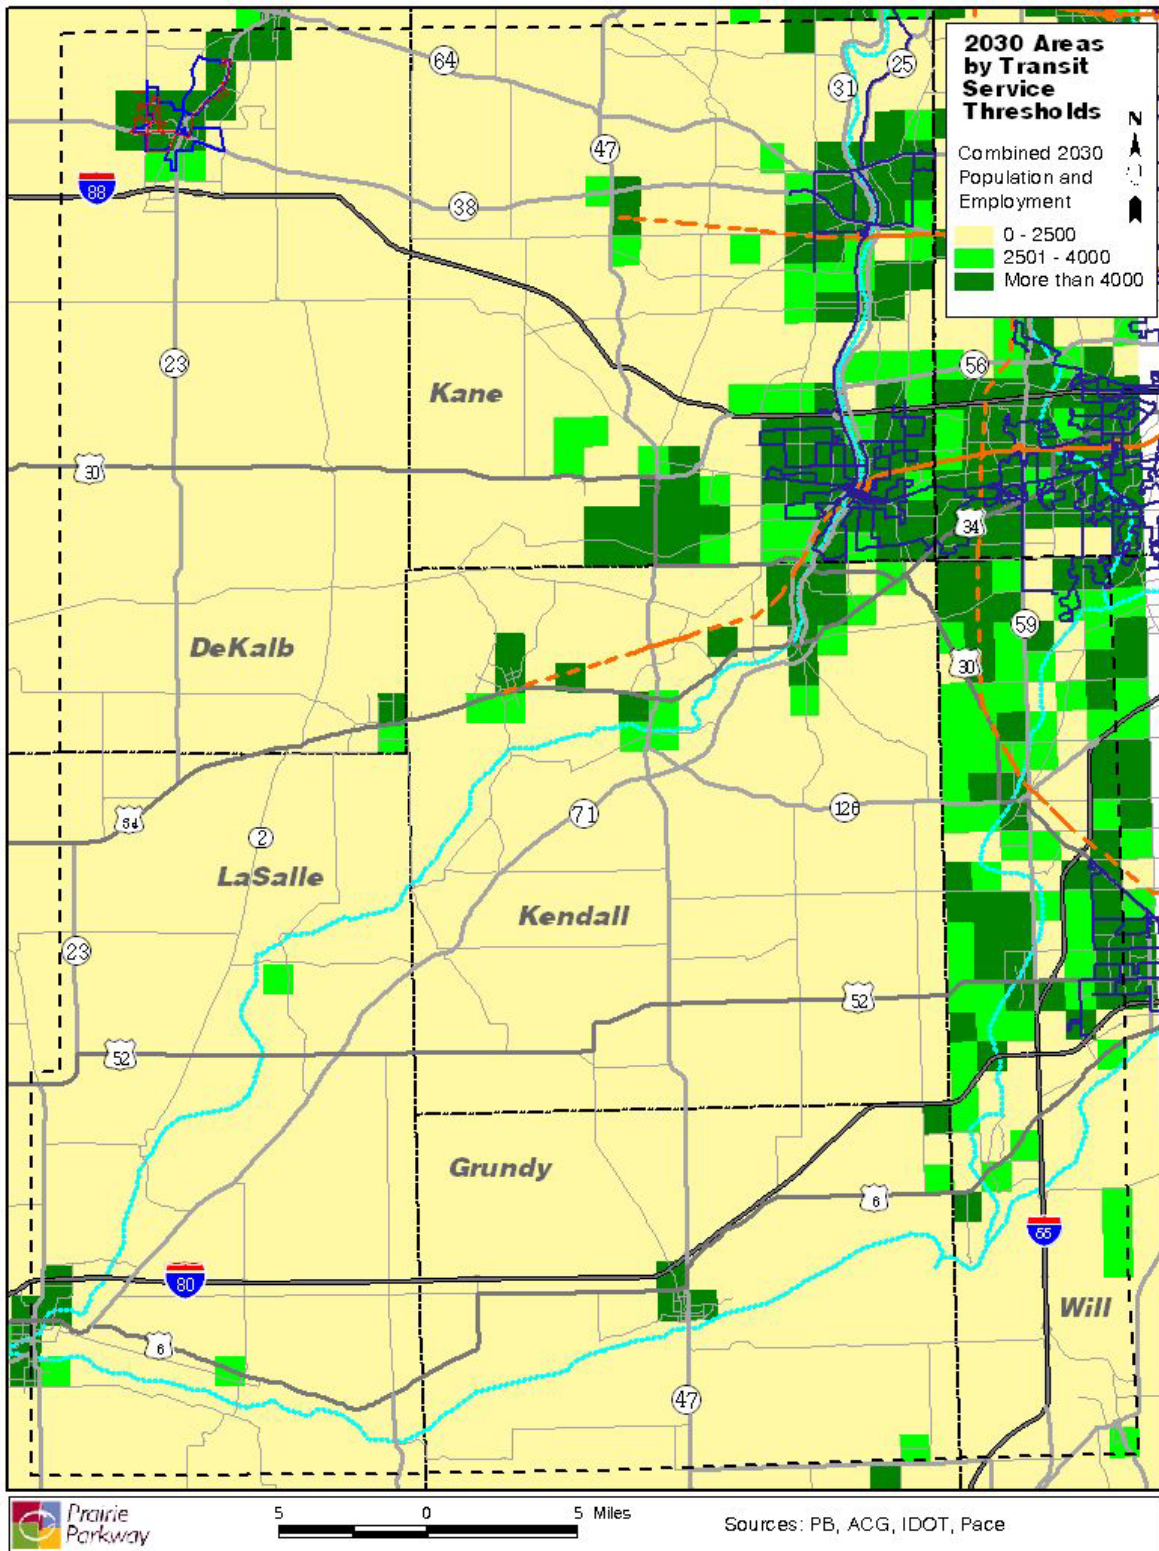 2030 Areas
by Transit
Service
Thresholds
N
Combined 2030
Population and
Employment
0 - 2500
2501 - 4000
More than 4000
64
31
25
47
88
38
23
56
Kane
30
34
DeKalb
59
30
71
126
34
2
LaSalle
Kendall
23
52
52
Grundy
6
55
80
Will
6
47
Prairie
Parkway
5 0 5 Miles
Sources: PB, ACG, IDOT, Pace